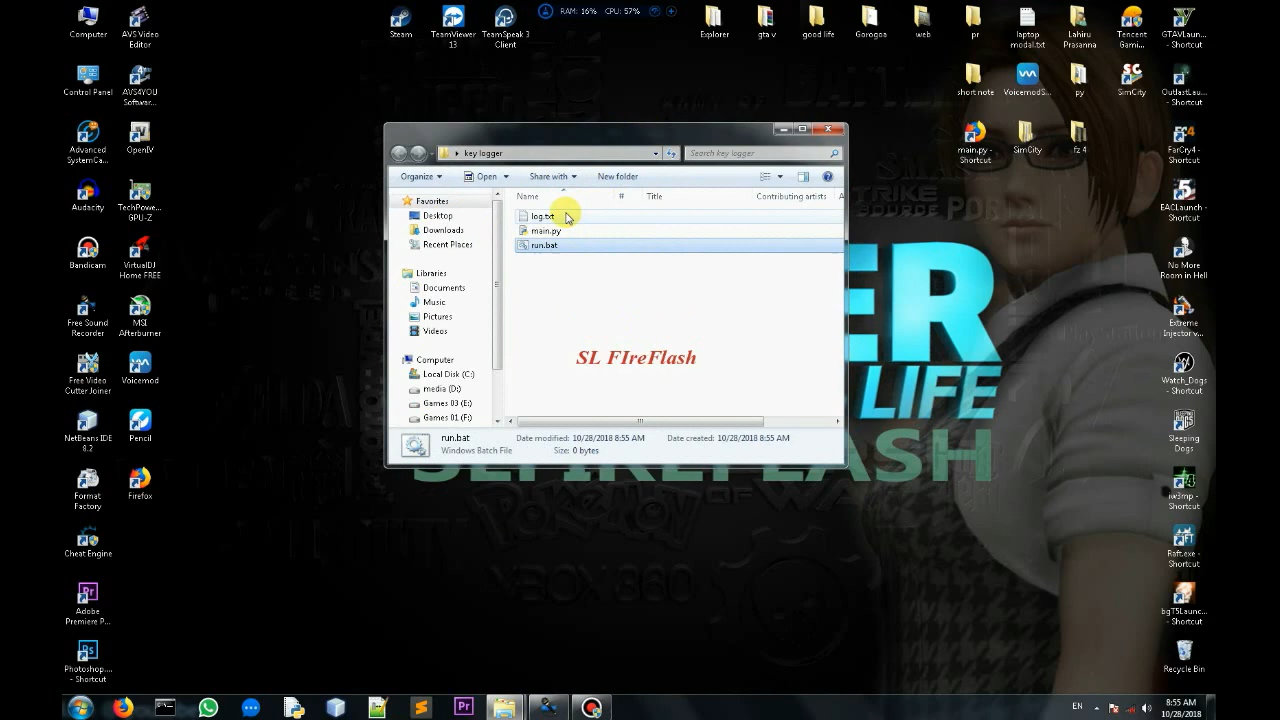 Computer
AVS Video
Editor
Steam
TeamViewer
13
TeamSpeak 3
Client
RAM: 16% CPU: 57%
Explorer
gta v
good life
Gorogoa
web
pr
laptop
modal.txt
Lahiru
Prasanna
Tencent
Gami...
GTAVLaun...
- Shortcut
Control Panel
AVS4YOU
Softwar...
short note
VoicemodS...
py
SimCity
OutlastLau...
- Shortcut
Advanced
SystemCa...
OpenIV
main.py -
Shortcut
SimCity
fz 4
FarCry4 -
Shortcut
Audacity
TechPowe...
GPU-Z
EACLaunch...
- Shortcut
Bandicam
VirtualDJ
Home FREE
No More
Room in Hell
Free Sound
Recorder
MSI
Afterburner
Extreme
Injector v...
Free Video
Cutter Joiner
Voicemod
Watch_Dogs
- Shortcut
NetBeans IDE
8.2
Pencil
Sleeping
Dogs
Format
Factory
Firefox
iw3mp -
Shortcut
Cheat Engine
Raft.exe -
Shortcut
Adobe
Premiere P...
bgT5Launc...
- Shortcut
Photoshop....
- Shortcut
Recycle Bin
key logger
Search key logger
Organize
Open
Share with
New folder
Name
#
Title
Contributing artists
A
Favorites
Desktop
Downloads
Recent Places
Libraries
Documents
Music
Pictures
Videos
Computer
Local Disk (C:)
media (D:)
Games 03 (E:)
Games 01 (F:)
log.txt
main.py
run.bat
SL FIreFlash
run.bat
Windows Batch File
Date modified: 10/28/2018 8:55 AM
Size: 0 bytes
Date created: 10/28/2018 8:55 AM
ER
LIFE
SLFIREFLASH
XBOX 360
EN
8:55 AM
10/28/2018